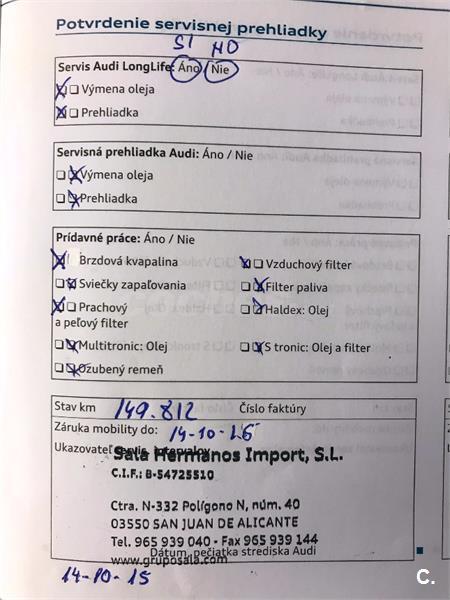 Potvrdenie servisnej prehliadky
SI NO
Servis Audi LongLife: Áno / Nie
Výmena oleja
Prehliadka
Servisná prehliadka Audi: Áno / Nie
Výmena oleja
Prehliadka
Prídavné práce: Áno / Nie
Brzdová kvapalina
Vzduchový filter
Sviečky zapaľovania
Filter paliva
Prachový
a peľový filter
Haldex: Olej
Multitronic: Olej
S tronic: Olej a filter
Ozubený remeň
Stav km 149.812 Číslo faktúry
Záruka mobility do: 14-10-16
Ukazovateľ servis. intervalov
Sala Hermanos Import, S.L.
C.I.F.: B-54725510
Ctra. N-332 Polígono N, núm. 40
03550 SAN JUAN DE ALICANTE
Tel. 965 939 040 - Fax 965 939 144
Dátum, pečiatka strediska Audi
www.gruposala.com
14-10-15
C.